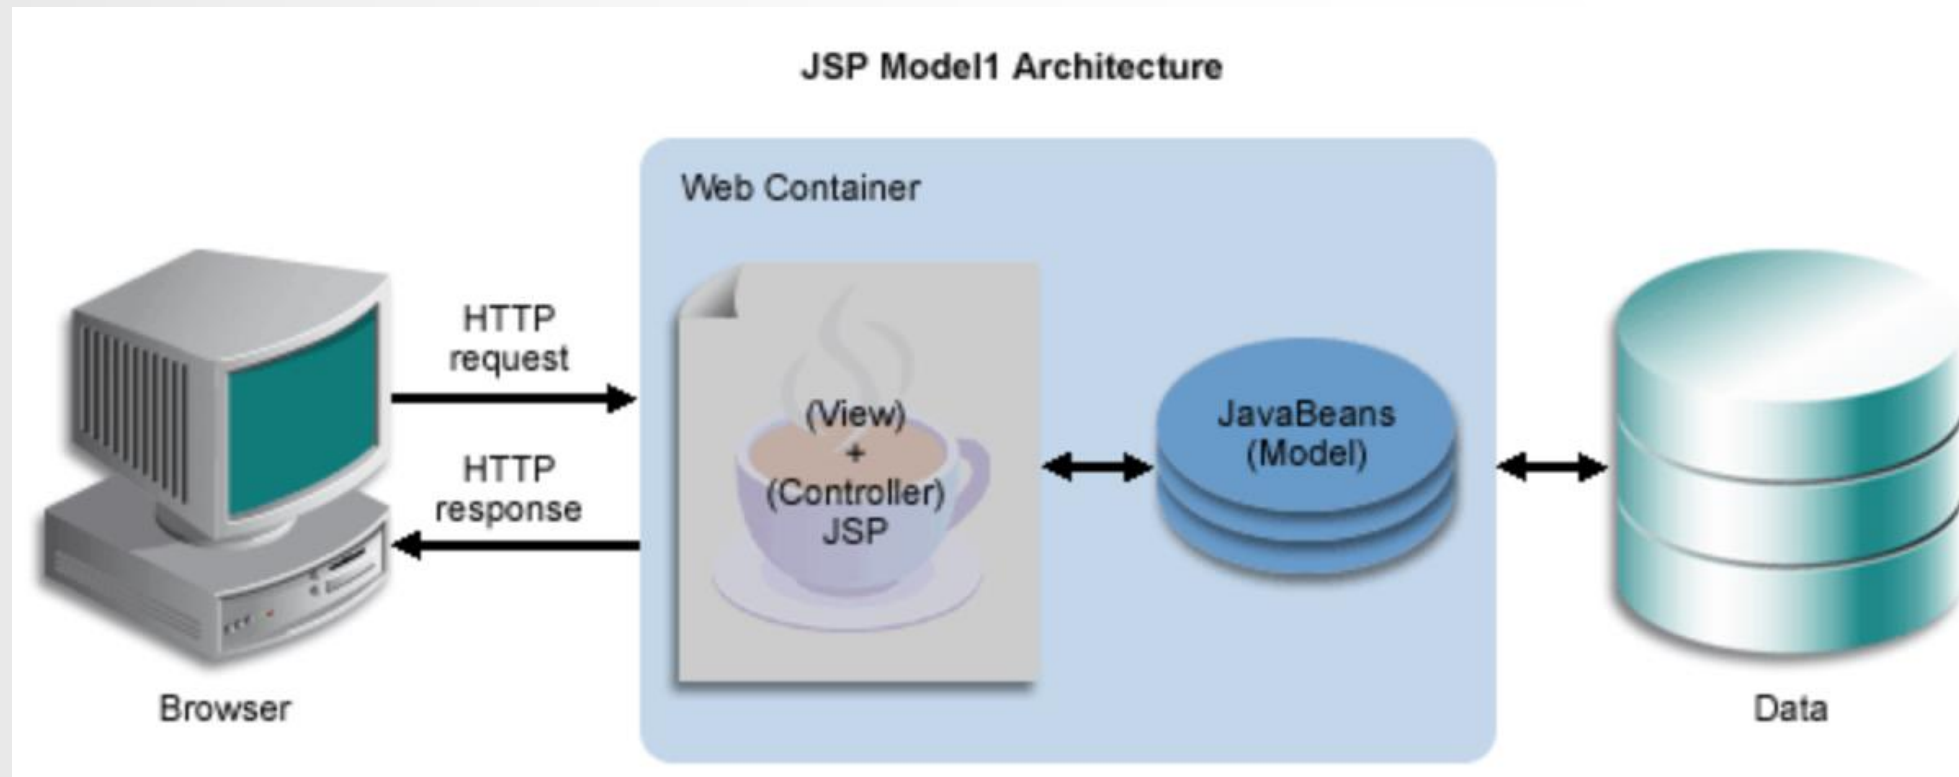 JSP Model1 Architecture
Web Container
HTTP
request
HTTP
response
(View)
+
(Controller)
JSP
JavaBeans
(Model)
Browser
Data